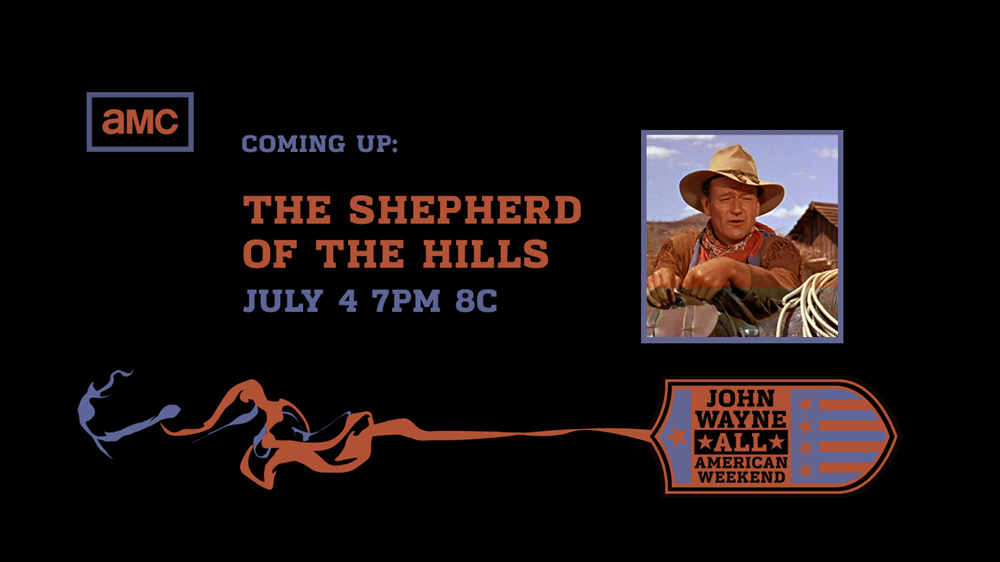 aMC
COMING UP:
THE SHEPHERD
OF THE HILLS
JULY 4 7PM 8C
JOHN
WAYNE
ALL
AMERICAN
WEEKEND